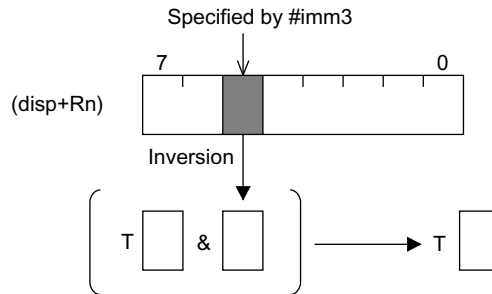 Specified by #imm3
7 0
(disp+Rn)
Inversion
T & T